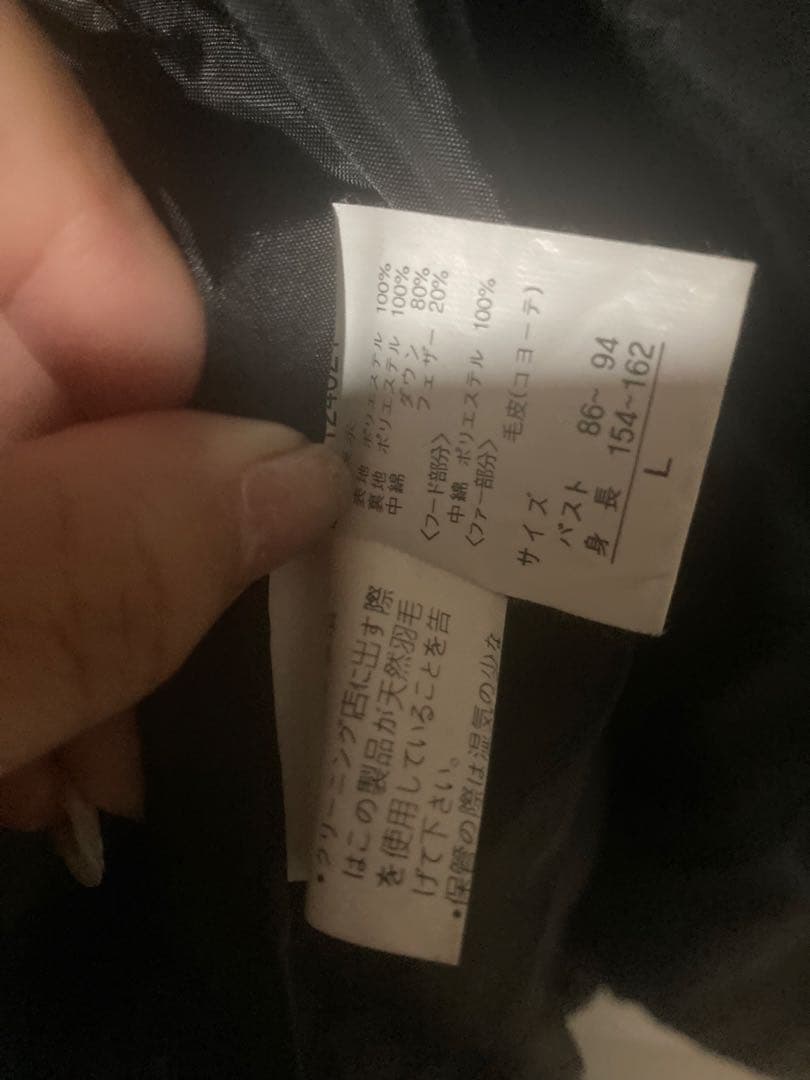 表地 ポリエステル 100%
裏地 ポリエステル 100%
中綿 ダウン 80%
フェザー 20%
<フード部分>
中綿 ポリエステル 100%
<ファー部分>
毛皮(コヨーテ)
サイズ
バスト 86~94
身長 154~162
L
・クリーニング店に出す際
はこの製品が天然羽毛
を使用していることを告
げて下さい。
・保管の際は湿気の少な